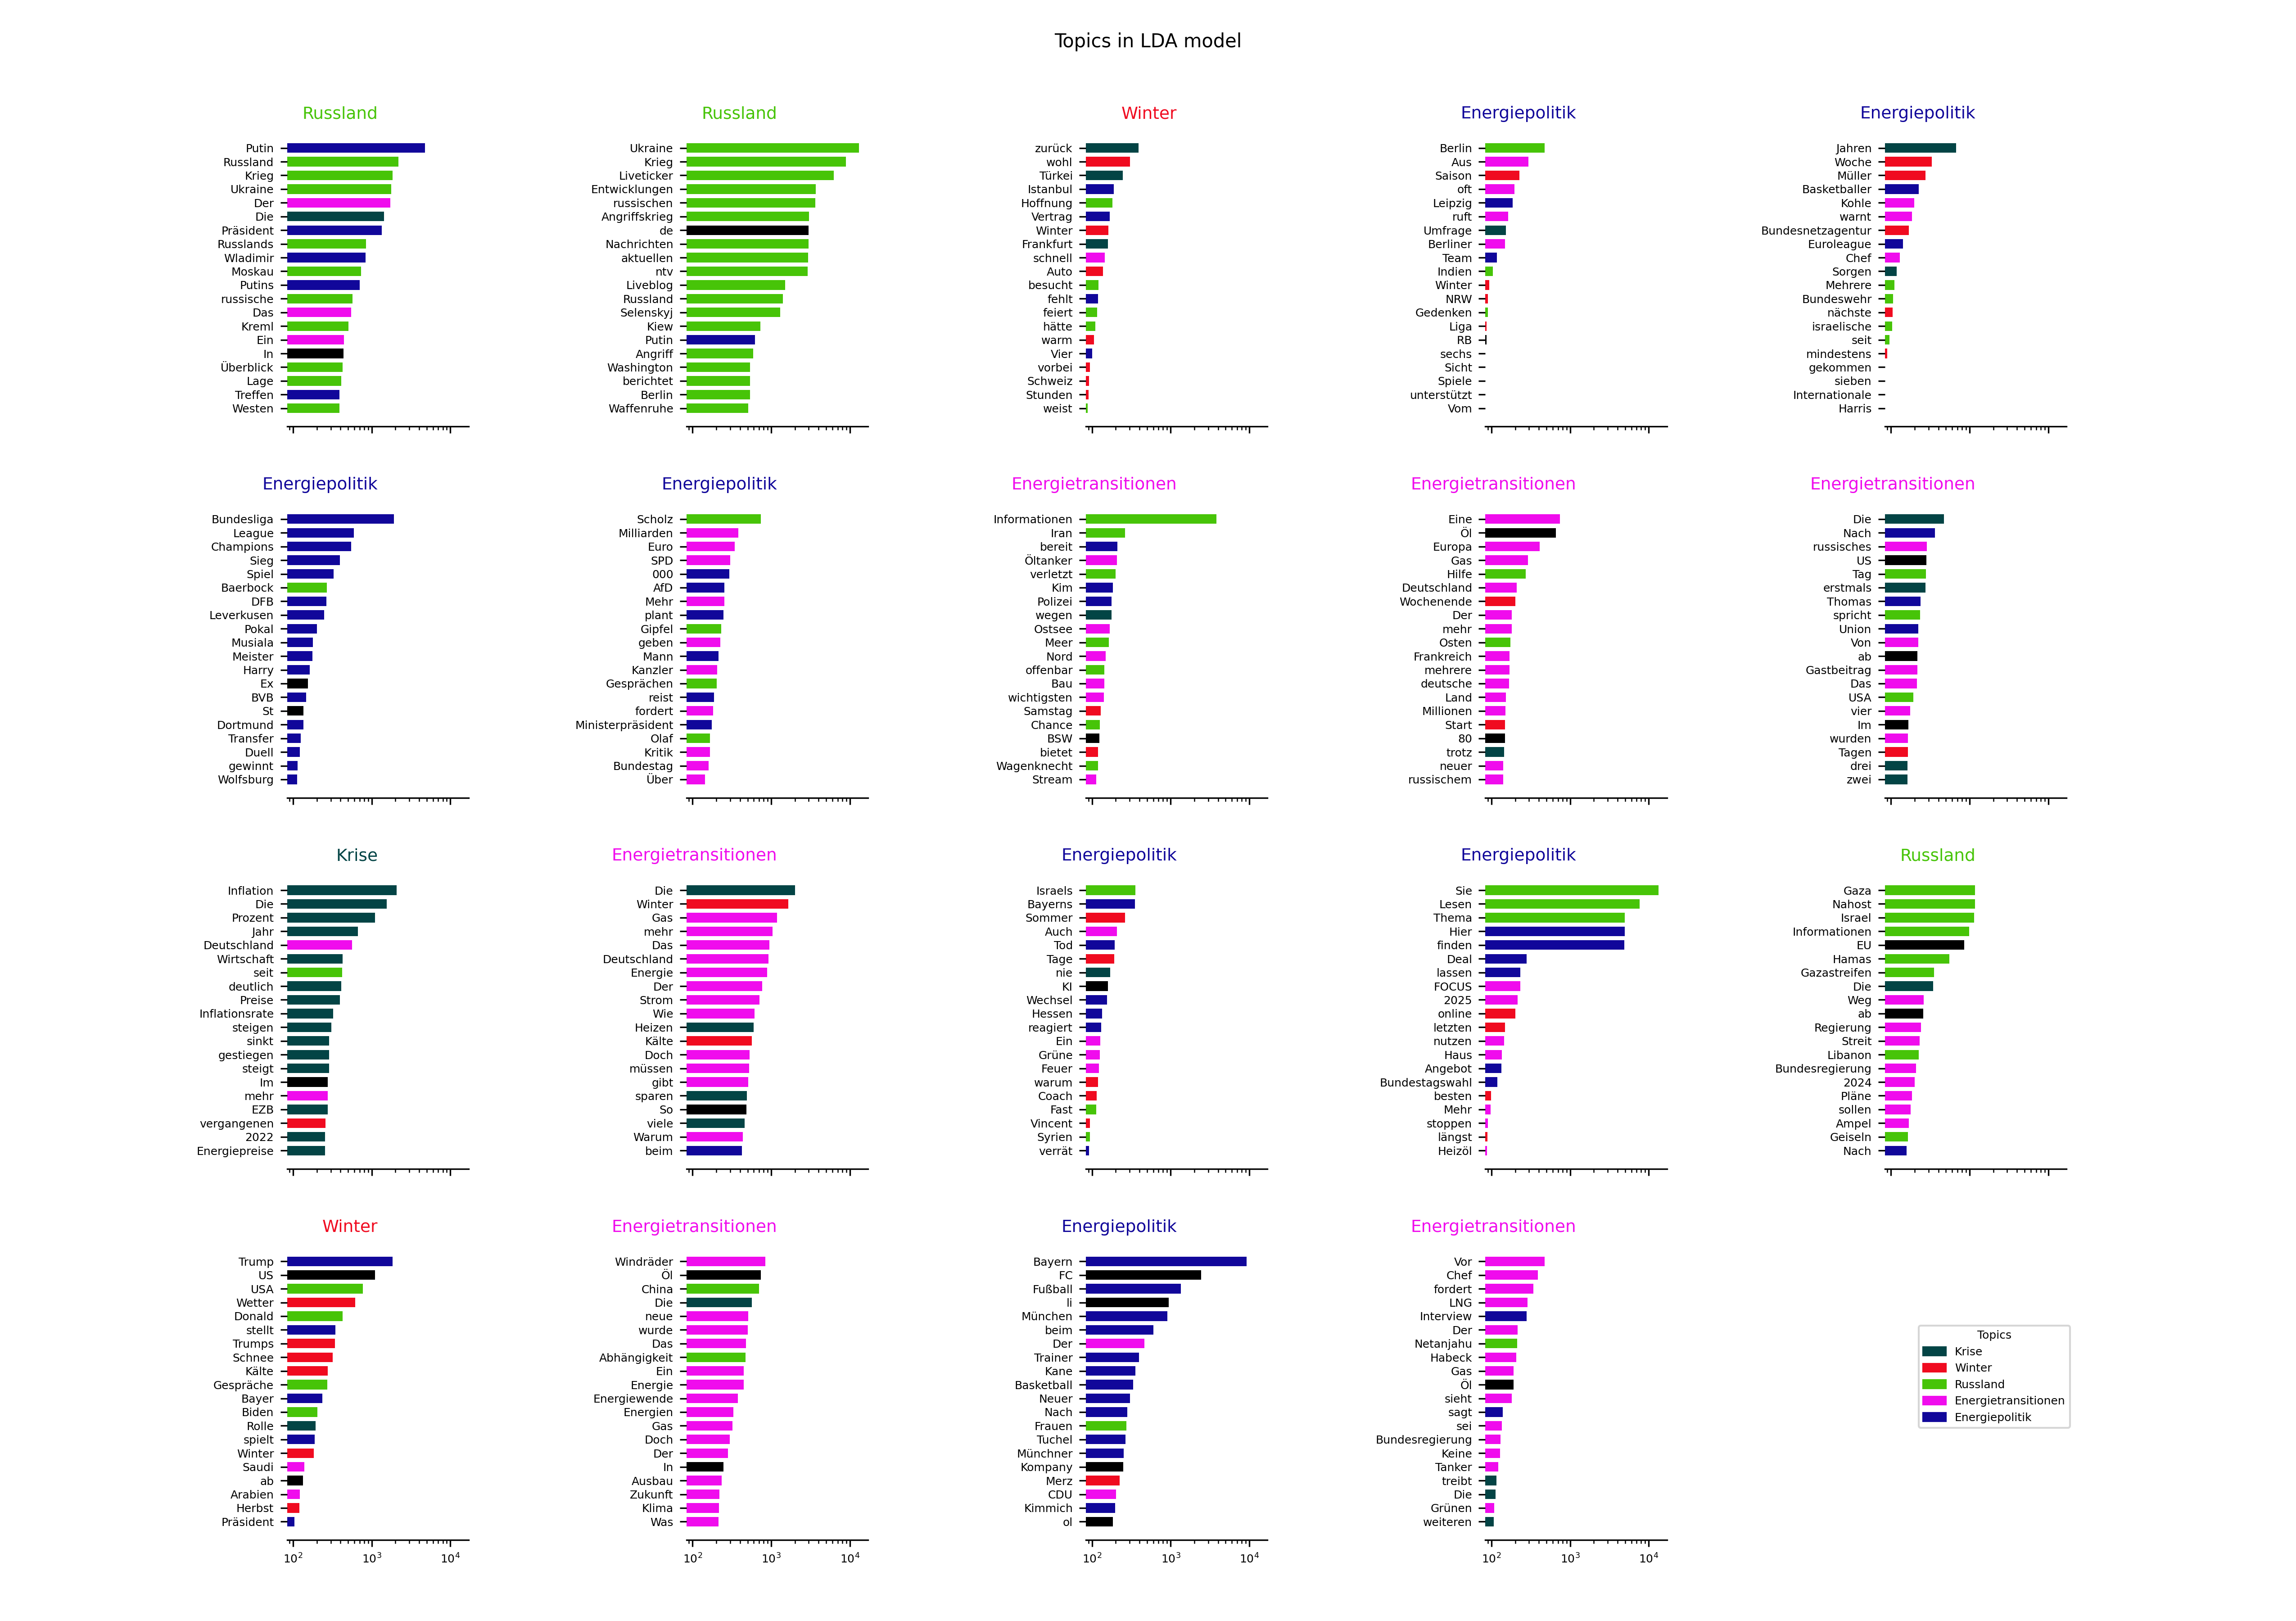 Topics in LDA model
Russland
Putin
Russland
Krieg
Ukraine
Der
Die
Präsident
Russlands
Wladimir
Moskau
Putins
russische
Das
Kreml
Ein
In
Überblick
Lage
Treffen
Westen
Russland
Ukraine
Krieg
Liveticker
Entwicklungen
russischen
Angriffskrieg
de
Nachrichten
aktuellen
ntv
Liveblog
Russland
Selenskyj
Kiew
Putin
Angriff
Washington
berichtet
Berlin
Waffenruhe
Winter
zurück
wohl
Türkei
Istanbul
Hoffnung
Vertrag
Winter
Frankfurt
schnell
Auto
besucht
fehlt
feiert
hätte
warm
Vier
vorbei
Schweiz
Stunden
weist
Energiepolitik
Berlin
Aus
Saison
oft
Leipzig
ruft
Umfrage
Berliner
Team
Indien
Winter
NRW
Gedenken
Liga
RB
sechs
Sicht
Spiele
unterstützt
Vom
Energiepolitik
Jahren
Woche
Müller
Basketballer
Kohle
warnt
Bundesnetzagentur
Euroleague
Chef
Sorgen
Mehrere
Bundeswehr
nächste
israelische
seit
mindestens
gekommen
sieben
Internationale
Harris
Energiepolitik
Bundesliga
League
Champions
Sieg
Spiel
Baerbock
DFB
Leverkusen
Pokal
Musiala
Meister
Harry
Ex
BVB
St
Dortmund
Transfer
Duell
gewinnt
Wolfsburg
Energiepolitik
Scholz
Milliarden
Euro
SPD
000
AfD
Mehr
plant
Gipfel
geben
Mann
Kanzler
Gesprächen
reist
fordert
Ministerpräsident
Olaf
Kritik
Bundestag
Über
Energietransitionen
Informationen
Iran
bereit
Öltanker
verletzt
Kim
Polizei
wegen
Ostsee
Meer
Nord
offenbar
Bau
wichtigsten
Samstag
Chance
BSW
bietet
Wagenknecht
Stream
Energietransitionen
Eine
Öl
Europa
Gas
Hilfe
Deutschland
Wochenende
Der
mehr
Osten
Frankreich
mehrere
deutsche
Land
Millionen
Start
80
trotz
neuer
russischem
Energietransitionen
Die
Nach
russisches
US
Tag
erstmals
Thomas
spricht
Union
Von
ab
Gastbeitrag
Das
USA
vier
Im
wurden
Tagen
drei
zwei
Krise
Inflation
Die
Prozent
Jahr
Deutschland
Wirtschaft
seit
deutlich
Preise
Inflationsrate
steigen
sinkt
gestiegen
steigt
Im
mehr
EZB
vergangenen
2022
Energiepreise
Energietransitionen
Die
Winter
Gas
mehr
Das
Deutschland
Energie
Der
Strom
Wie
Heizen
Kälte
Doch
müssen
gibt
sparen
So
viele
Warum
beim
Energiepolitik
Israels
Bayerns
Sommer
Auch
Tod
Tage
nie
KI
Wechsel
Hessen
reagiert
Ein
Grüne
Feuer
warum
Coach
Fast
Vincent
Syrien
verrät
Energiepolitik
Sie
Lesen
Thema
Hier
finden
Deal
lassen
FOCUS
2025
online
letzten
nutzen
Haus
Angebot
Bundestagswahl
besten
Mehr
stoppen
längst
Heizöl
Russland
Gaza
Nahost
Israel
Informationen
EU
Hamas
Gazastreifen
Die
Weg
ab
Regierung
Streit
Libanon
Bundesregierung
2024
Pläne
sollen
Ampel
Geiseln
Nach
Winter
Trump
US
USA
Wetter
Donald
stellt
Trumps
Schnee
Kälte
Gespräche
Bayer
Biden
Rolle
spielt
Winter
Saudi
ab
Arabien
Herbst
Präsident
10² 10³ 10⁴
Energietransitionen
Windräder
Öl
China
Die
neue
wurde
Das
Abhängigkeit
Ein
Energie
Energiewende
Energien
Gas
Doch
Der
In
Ausbau
Zukunft
Klima
Was
10² 10³ 10⁴
Energiepolitik
Bayern
FC
Fußball
li
München
beim
Der
Trainer
Kane
Basketball
Neuer
Nach
Frauen
Tuchel
Münchner
Kompany
Merz
CDU
Kimmich
ol
10² 10³ 10⁴
Energietransitionen
Vor
Chef
fordert
LNG
Interview
Der
Netanjahu
Habeck
Gas
Öl
sieht
sagt
sei
Bundesregierung
Keine
Tanker
treibt
Die
Grünen
weiteren
10² 10³ 10⁴
Topics
Krise
Winter
Russland
Energietransitionen
Energiepolitik